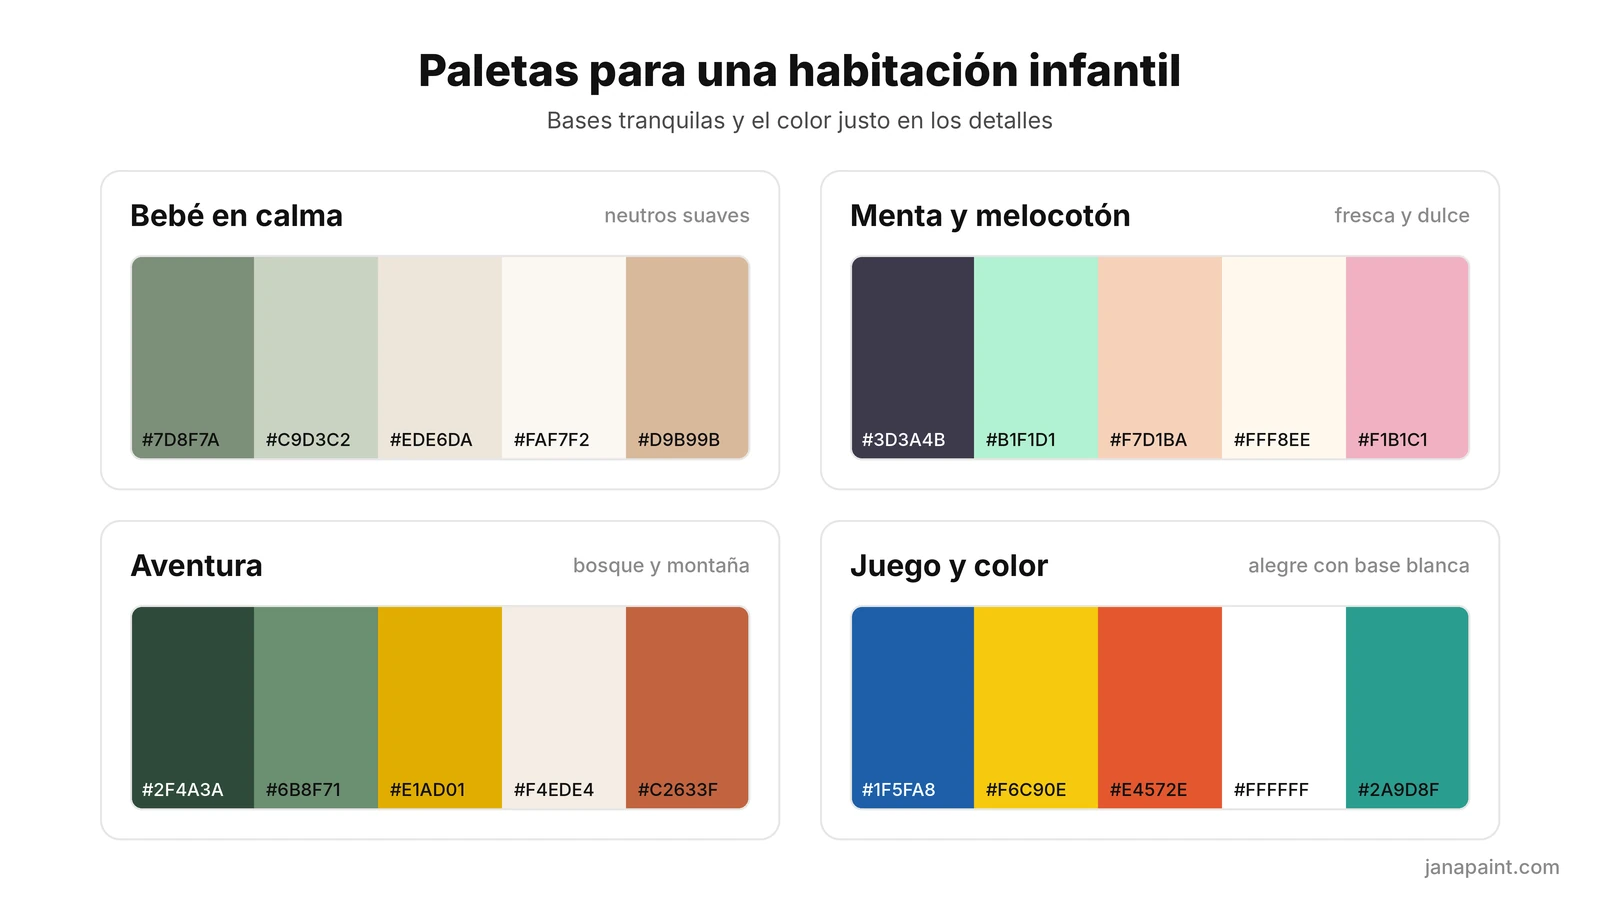 Paletas para una habitación infantil
Bases tranquilas y el color justo en los detalles
Bebé en calma
neutros suaves
#7D8F7A #C9D3C2 #EDE6DA #FAF7F2 #D9B99B
Menta y melocotón
fresca y dulce
#3D3A4B #B1F1D1 #F7D1BA #FFF8EE #F1B1C1
Aventura
bosque y montaña
#2F4A3A #6B8F71 #E1AD01 #F4EDE4 #C2633F
Juego y color
alegre con base blanca
#1F5FA8 #F6C90E #E4572E #FFFFFF #2A9D8F
janapaint.com